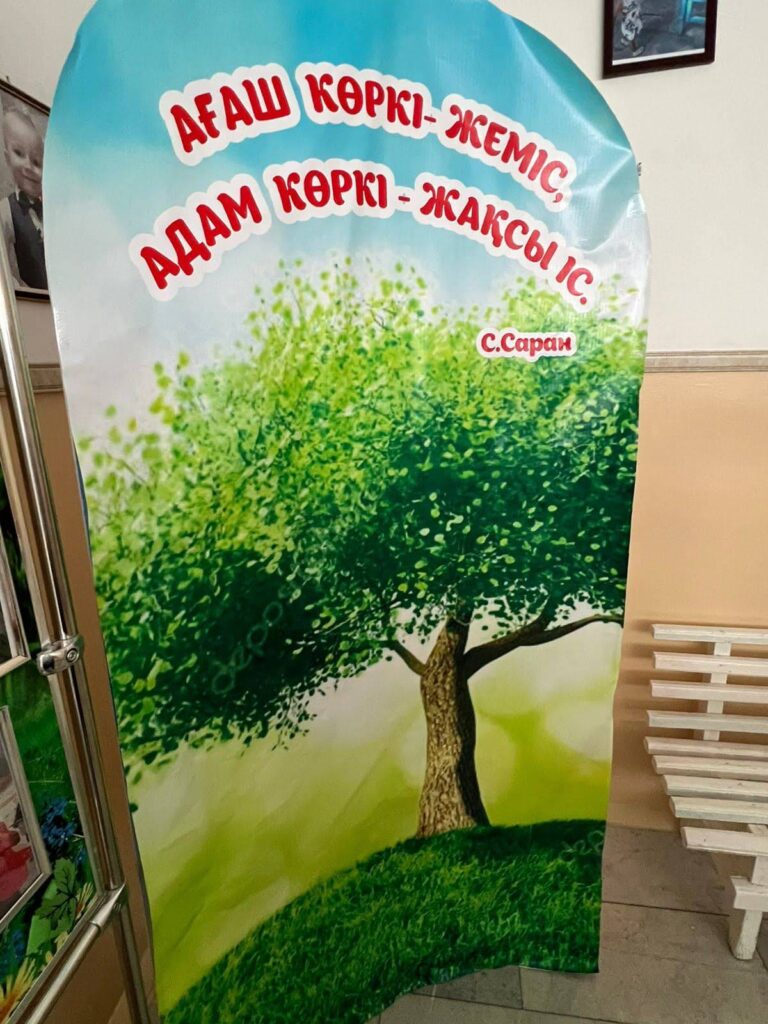 АҒАШ КӨРКІ- ЖЕМІС,
АДАМ КӨРКІ - ЖАҚСЫ ІС.
С.Саран